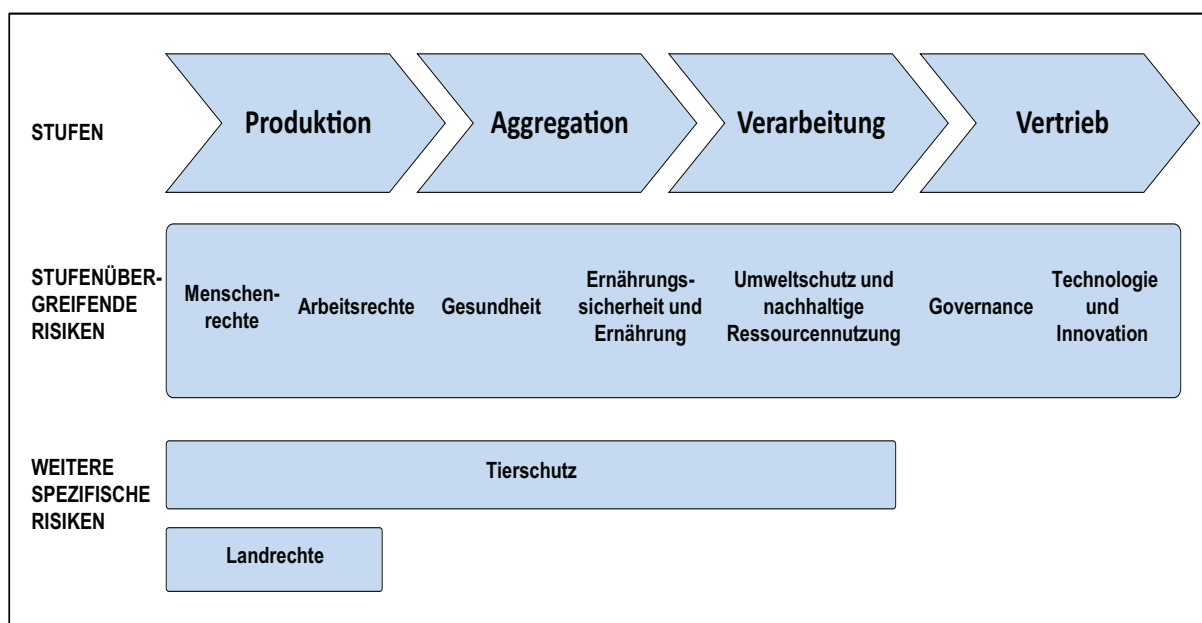 STUFEN
Produktion
Aggregation
Verarbeitung
Vertrieb
STUFENÜBER-
GREIFENDE
RISIKEN
Menschen-
rechte
Arbeitsrechte
Gesundheit
Ernährungs-
sicherheit und
Ernährung
Umweltschutz und
nachhaltige
Ressourcennutzung
Governance
Technologie
und
Innovation
WEITERE
SPEZIFISCHE
RISIKEN
Tierschutz
Landrechte